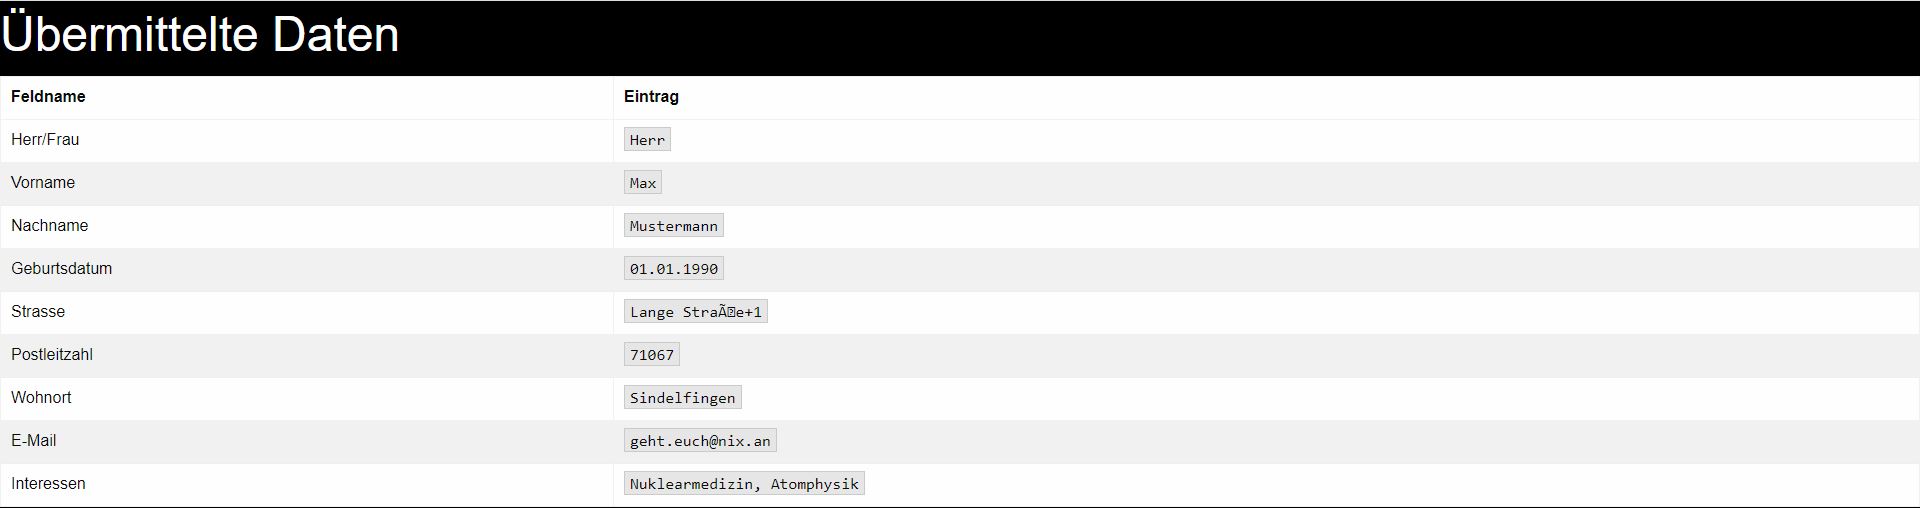 Übermittelte Daten
Feldname Eintrag
Herr/Frau Herr
Vorname Max
Nachname Mustermann
Geburtsdatum 01.01.1990
Strasse Lange StraÃ�e+1
Postleitzahl 71067
Wohnort Sindelfingen
E-Mail geht.euch@nix.an
Interessen Nuklearmedizin, Atomphysik